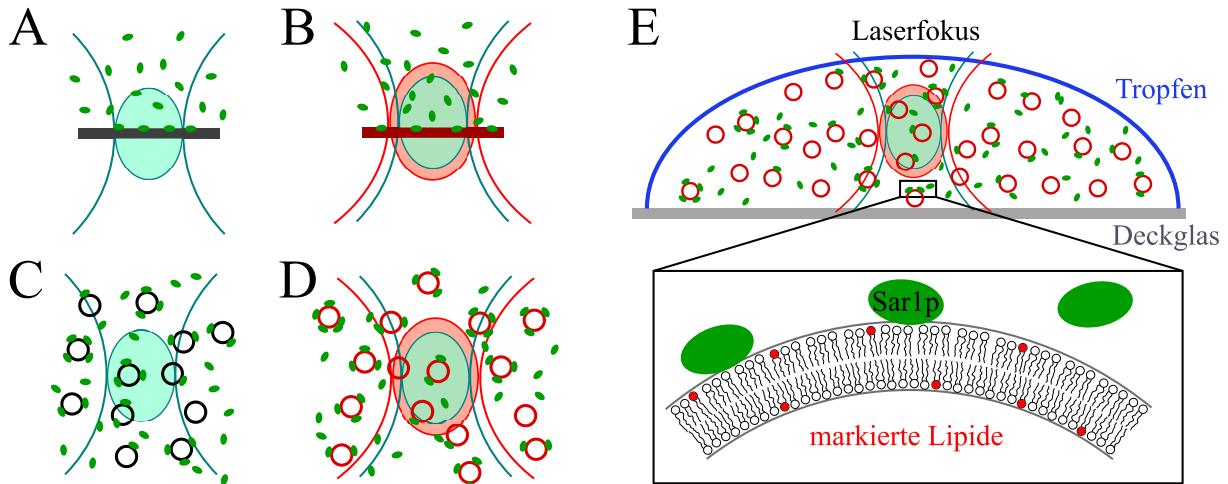 A
B
C
D
E
Laserfokus
Tropfen
Deckglas
Sar1p
markierte Lipide